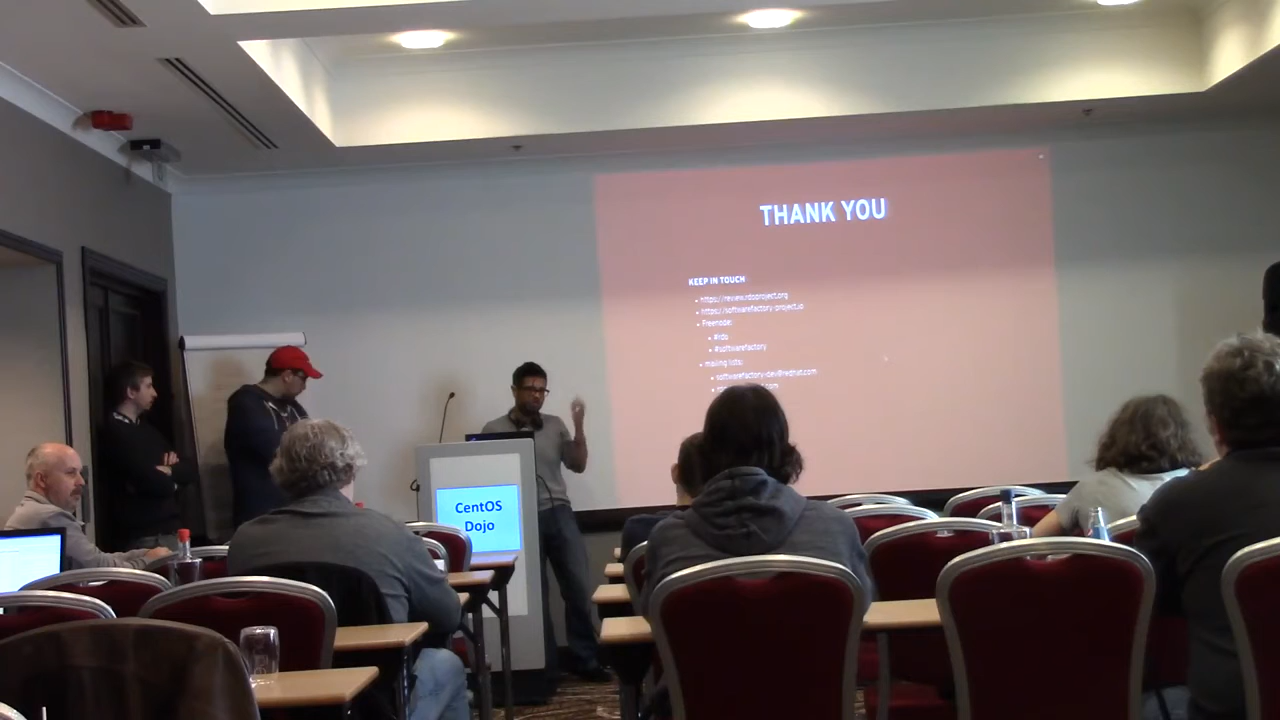 THANK YOU
KEEP IN TOUCH
https://review.rdoproject.org
https://softwarefactory-project.io
Freenode:
#rdo
#softwarefactory
mailing lists:
softwarefactory-dev@redhat.com
CentOS
Dojo